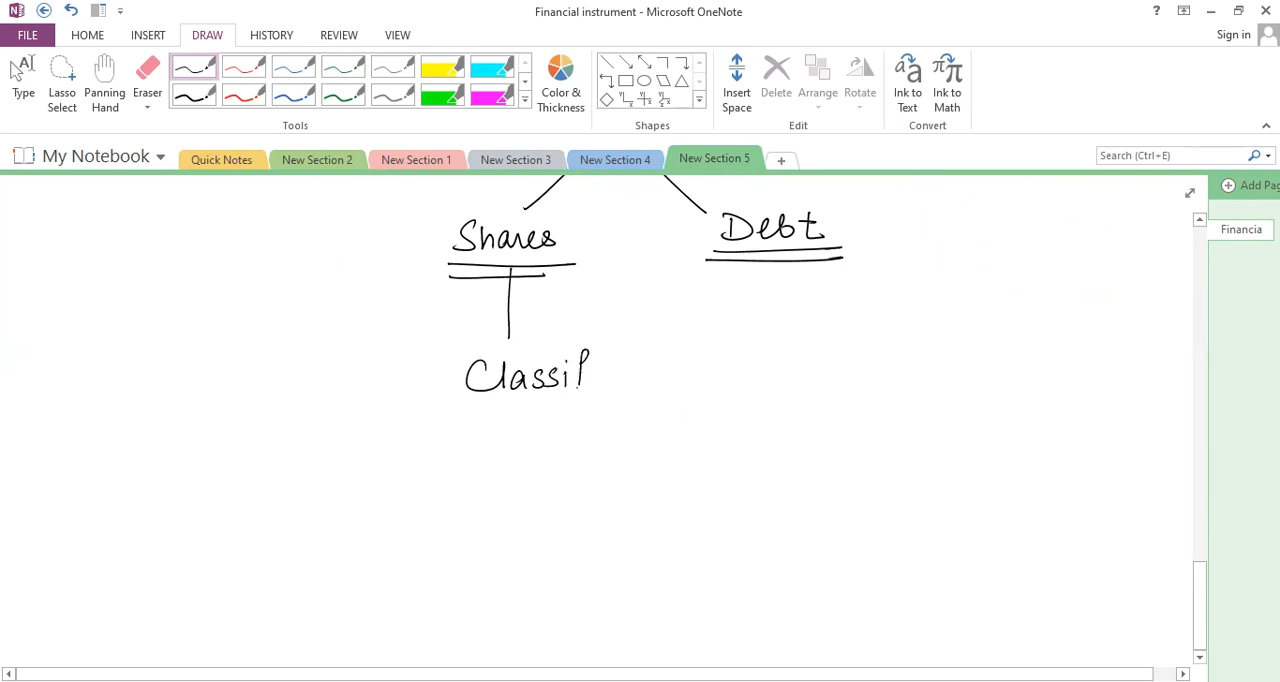 Financial instrument - Microsoft OneNote
? 
FILE HOME INSERT DRAW HISTORY REVIEW VIEW
Sign in
Type
Lasso
Select
Panning
Hand
Eraser
Color &
Thickness
Insert
Space
Delete
Arrange
Rotate
Ink to
Text
Ink to
Math
Tools
Shapes
Edit
Convert
My Notebook
Quick Notes
New Section 2
New Section 1
New Section 3
New Section 4
New Section 5
Search (Ctrl+E)
Add Pag
Financia
Shares
Debt
Classif